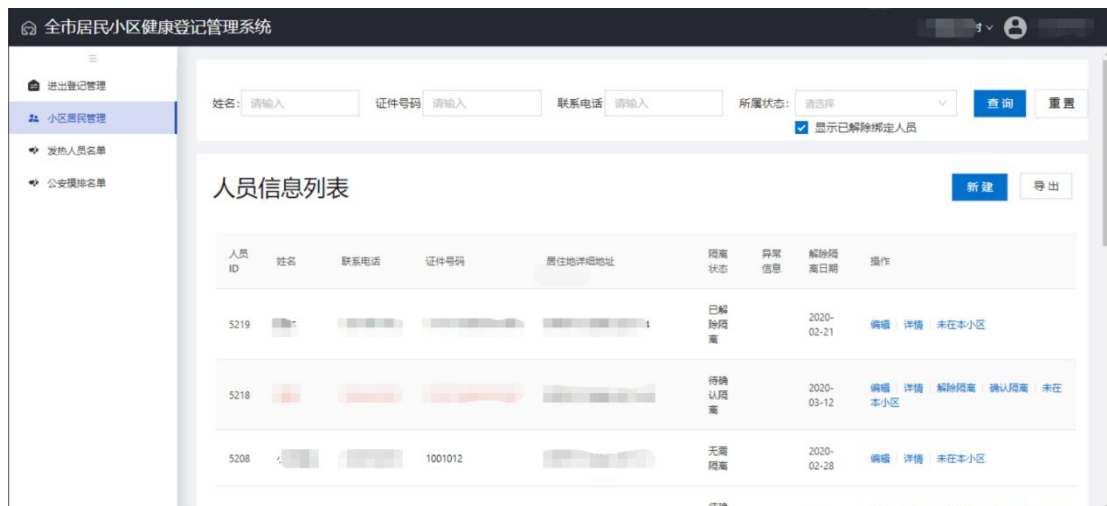 全市居民小区健康登记管理系统
村
进出登记管理
小区居民管理
发热人员名单
公安摸排名单
姓名: 请输入 证件号码 请输入 联系电话 请输入 所属状态: 请选择 查询 重置
显示已解除绑定人员
人员信息列表 新建 导出
人员
ID
姓名
联系电话
证件号码
居住地详细地址
隔离
状态
异常
信息
解除隔
离日期
操作
5219
已解
除隔
离
2020-
02-21
编辑 详情 未在本小区
5218
待确
认隔
离
2020-
03-12
编辑 详情 解除隔离 确认隔离 未在
本小区
5208
1001012
无需
隔离
2020-
02-28
编辑 详情 未在本小区